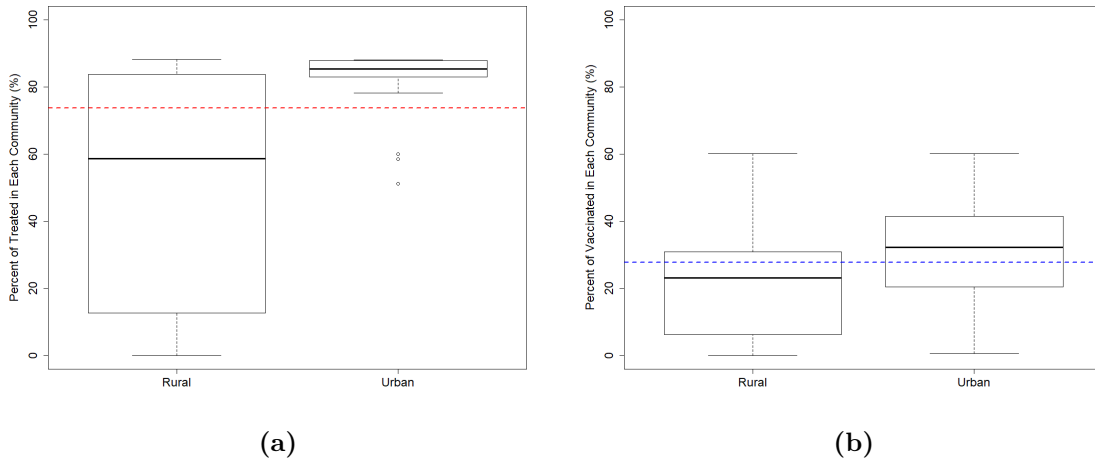 Percent of Treated in Each Community (%)
100
80
60
40
20
0
Rural Urban
(a)
Percent of Vaccinated in Each Community (%)
100
80
60
40
20
0
Rural Urban
(b)